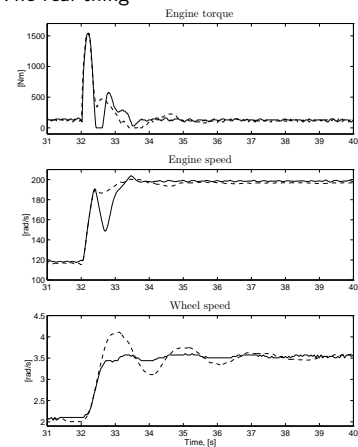 The real thing
Engine torque
1500
1000
500
0
[Nm]
31 32 33 34 35 36 37 38 39 40
Engine speed
200
180
160
140
120
100
[rad/s]
31 32 33 34 35 36 37 38 39 40
Wheel speed
4.5
4
3.5
3
2.5
2
[rad/s]
31 32 33 34 35 36 37 38 39 40
Time, [s]